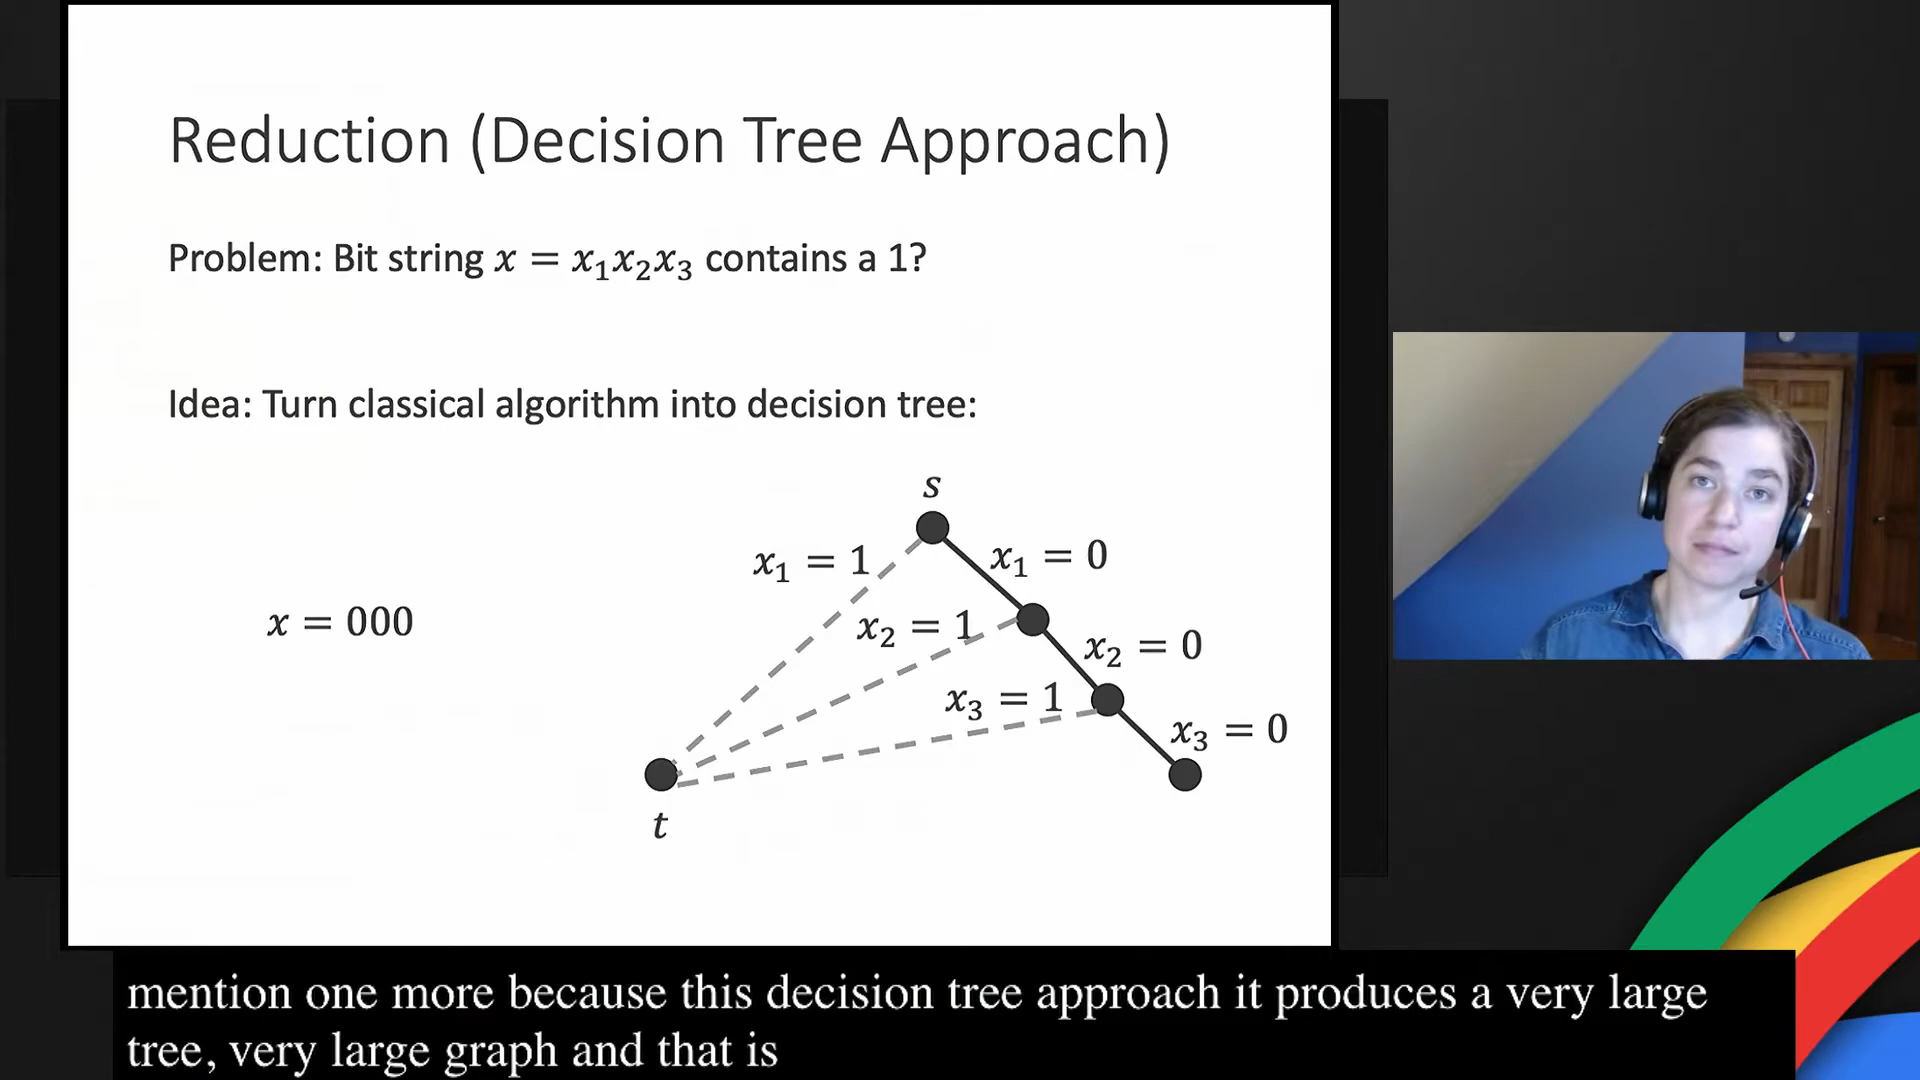 Reduction (Decision Tree Approach)
Problem: Bit string x = x₁x₂x₃ contains a 1?
Idea: Turn classical algorithm into decision tree:
s
x₁ = 1
x₁ = 0
x = 000
x₂ = 1
x₂ = 0
x₃ = 1
x₃ = 0
t
mention one more because this decision tree approach it produces a very large
tree, very large graph and that is